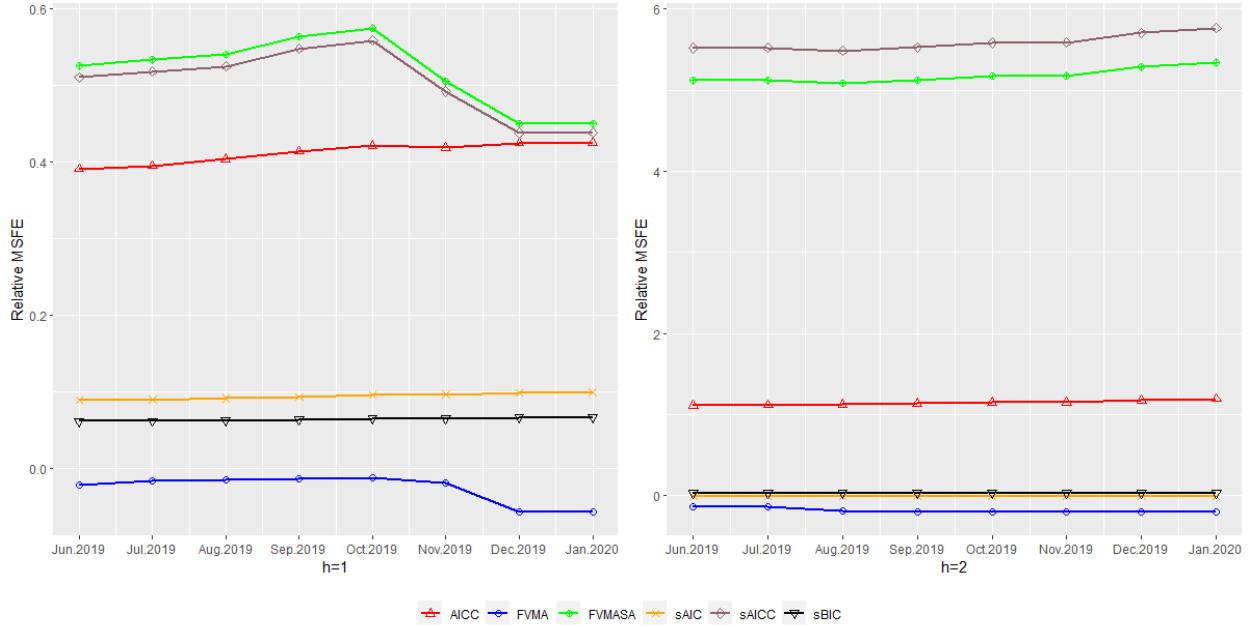 0.6
0.4
0.2
0.0
Relative MSFE
Jun.2019 Jul.2019 Aug.2019 Sep.2019 Oct.2019 Nov.2019 Dec.2019 Jan.2020
h=1
6
4
2
0
Relative MSFE
Jun.2019 Jul.2019 Aug.2019 Sep.2019 Oct.2019 Nov.2019 Dec.2019 Jan.2020
h=2
AICC FVMA FVMASA sAIC sAICC sBIC